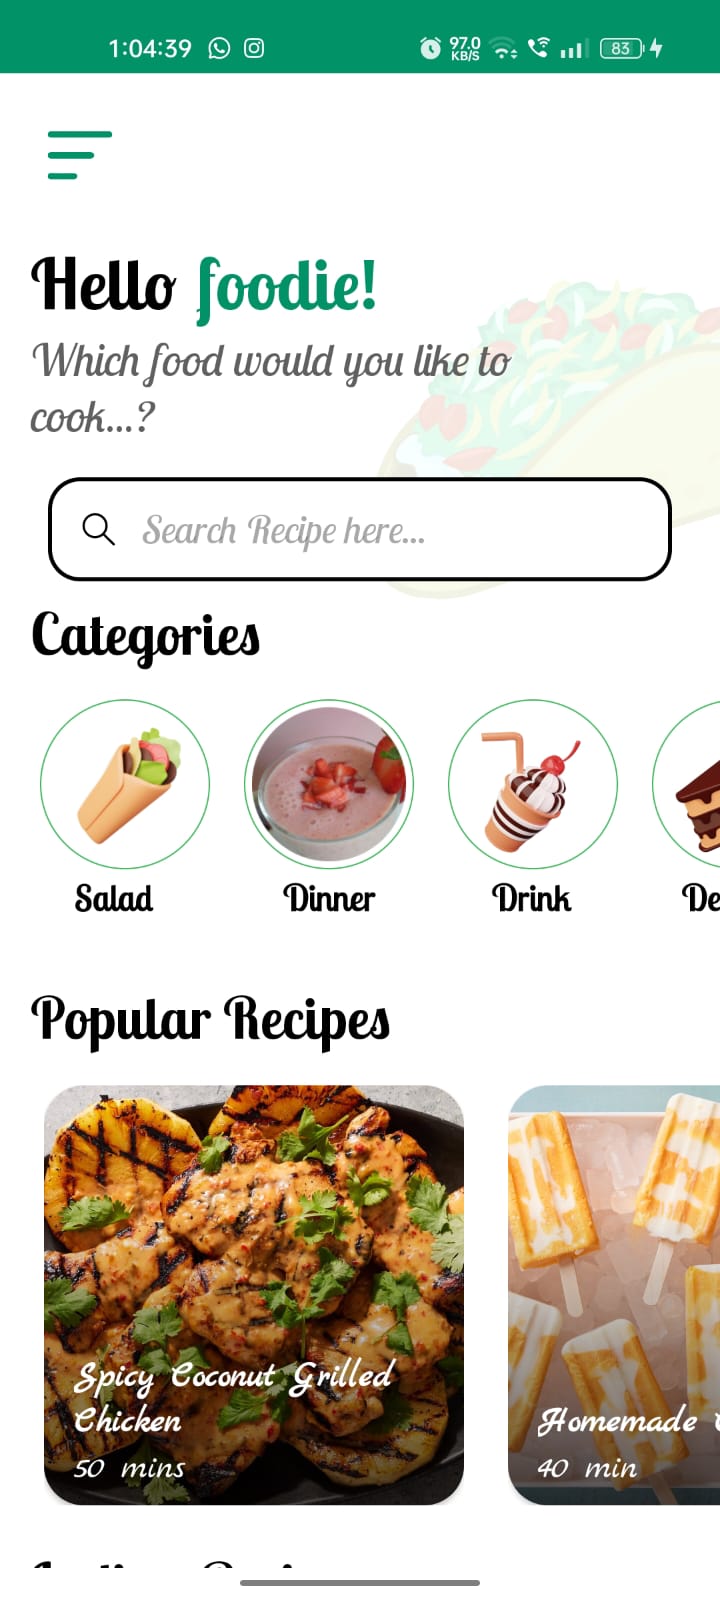 1:04:39 97.0 KB/S 83
Hello foodie!
Which food would you like to
cook...?
Search Recipe here...
Categories
Salad Dinner Drink De
Popular Recipes
Spicy Coconut Grilled
Chicken
50 mins
Homemade
40 min